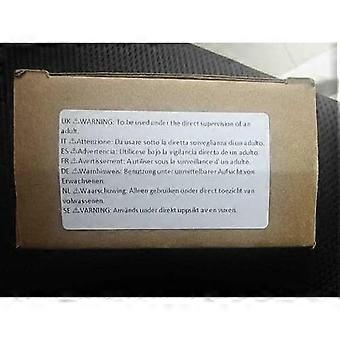 UK ⚠WARNING: To be used under the direct supervision of an
adult.
IT ⚠Attenzione: Da usare sotto la diretta sorveglianza di un adulto.
ES ⚠Advertencia: Utilícese bajo la vigilancia directa de un adulto.
FR ⚠Avertissement: A utiliser sous la surveillance d'un adulte.
DE ⚠Warnhinweis: Benutzung unter unmittelbarer Aufsicht von
Erwachsenen.
NL ⚠Waarschuwing: Alleen gebruiken onder direct toezicht van
volwassenen.
SE ⚠VARNING: Används under direkt uppsikt av en vuxen.